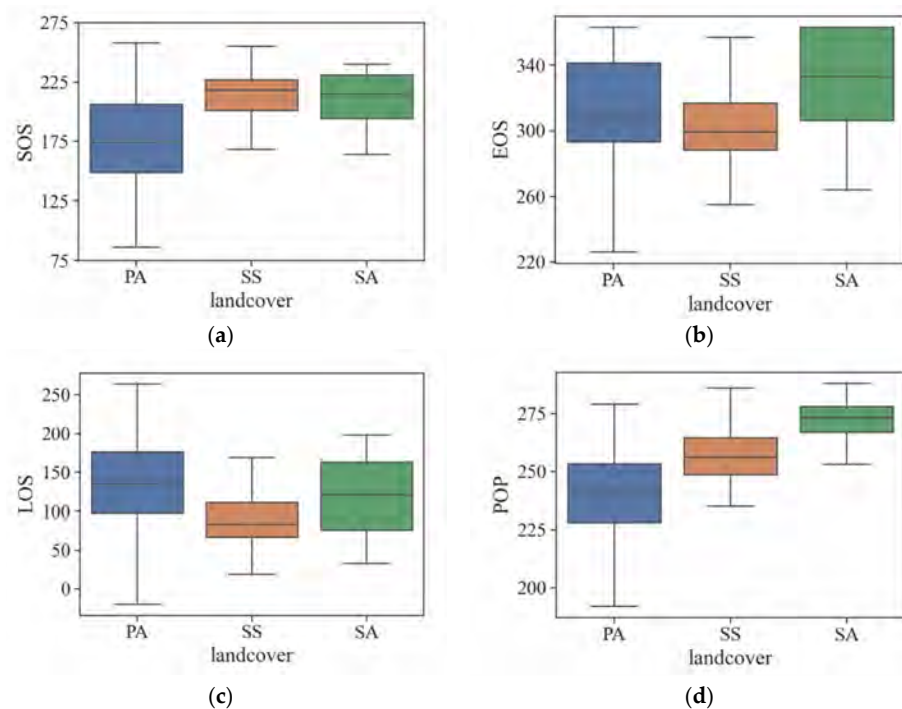 275
225
175
75
SOS
PA SS SA
landcover
(a)
340
300
260
220
EOS
PA SS SA
landcover
(b)
250
200
150
100
50
0
LOS
PA SS SA
landcover
(c)
275
250
225
200
POP
PA SS SA
landcover
(d)